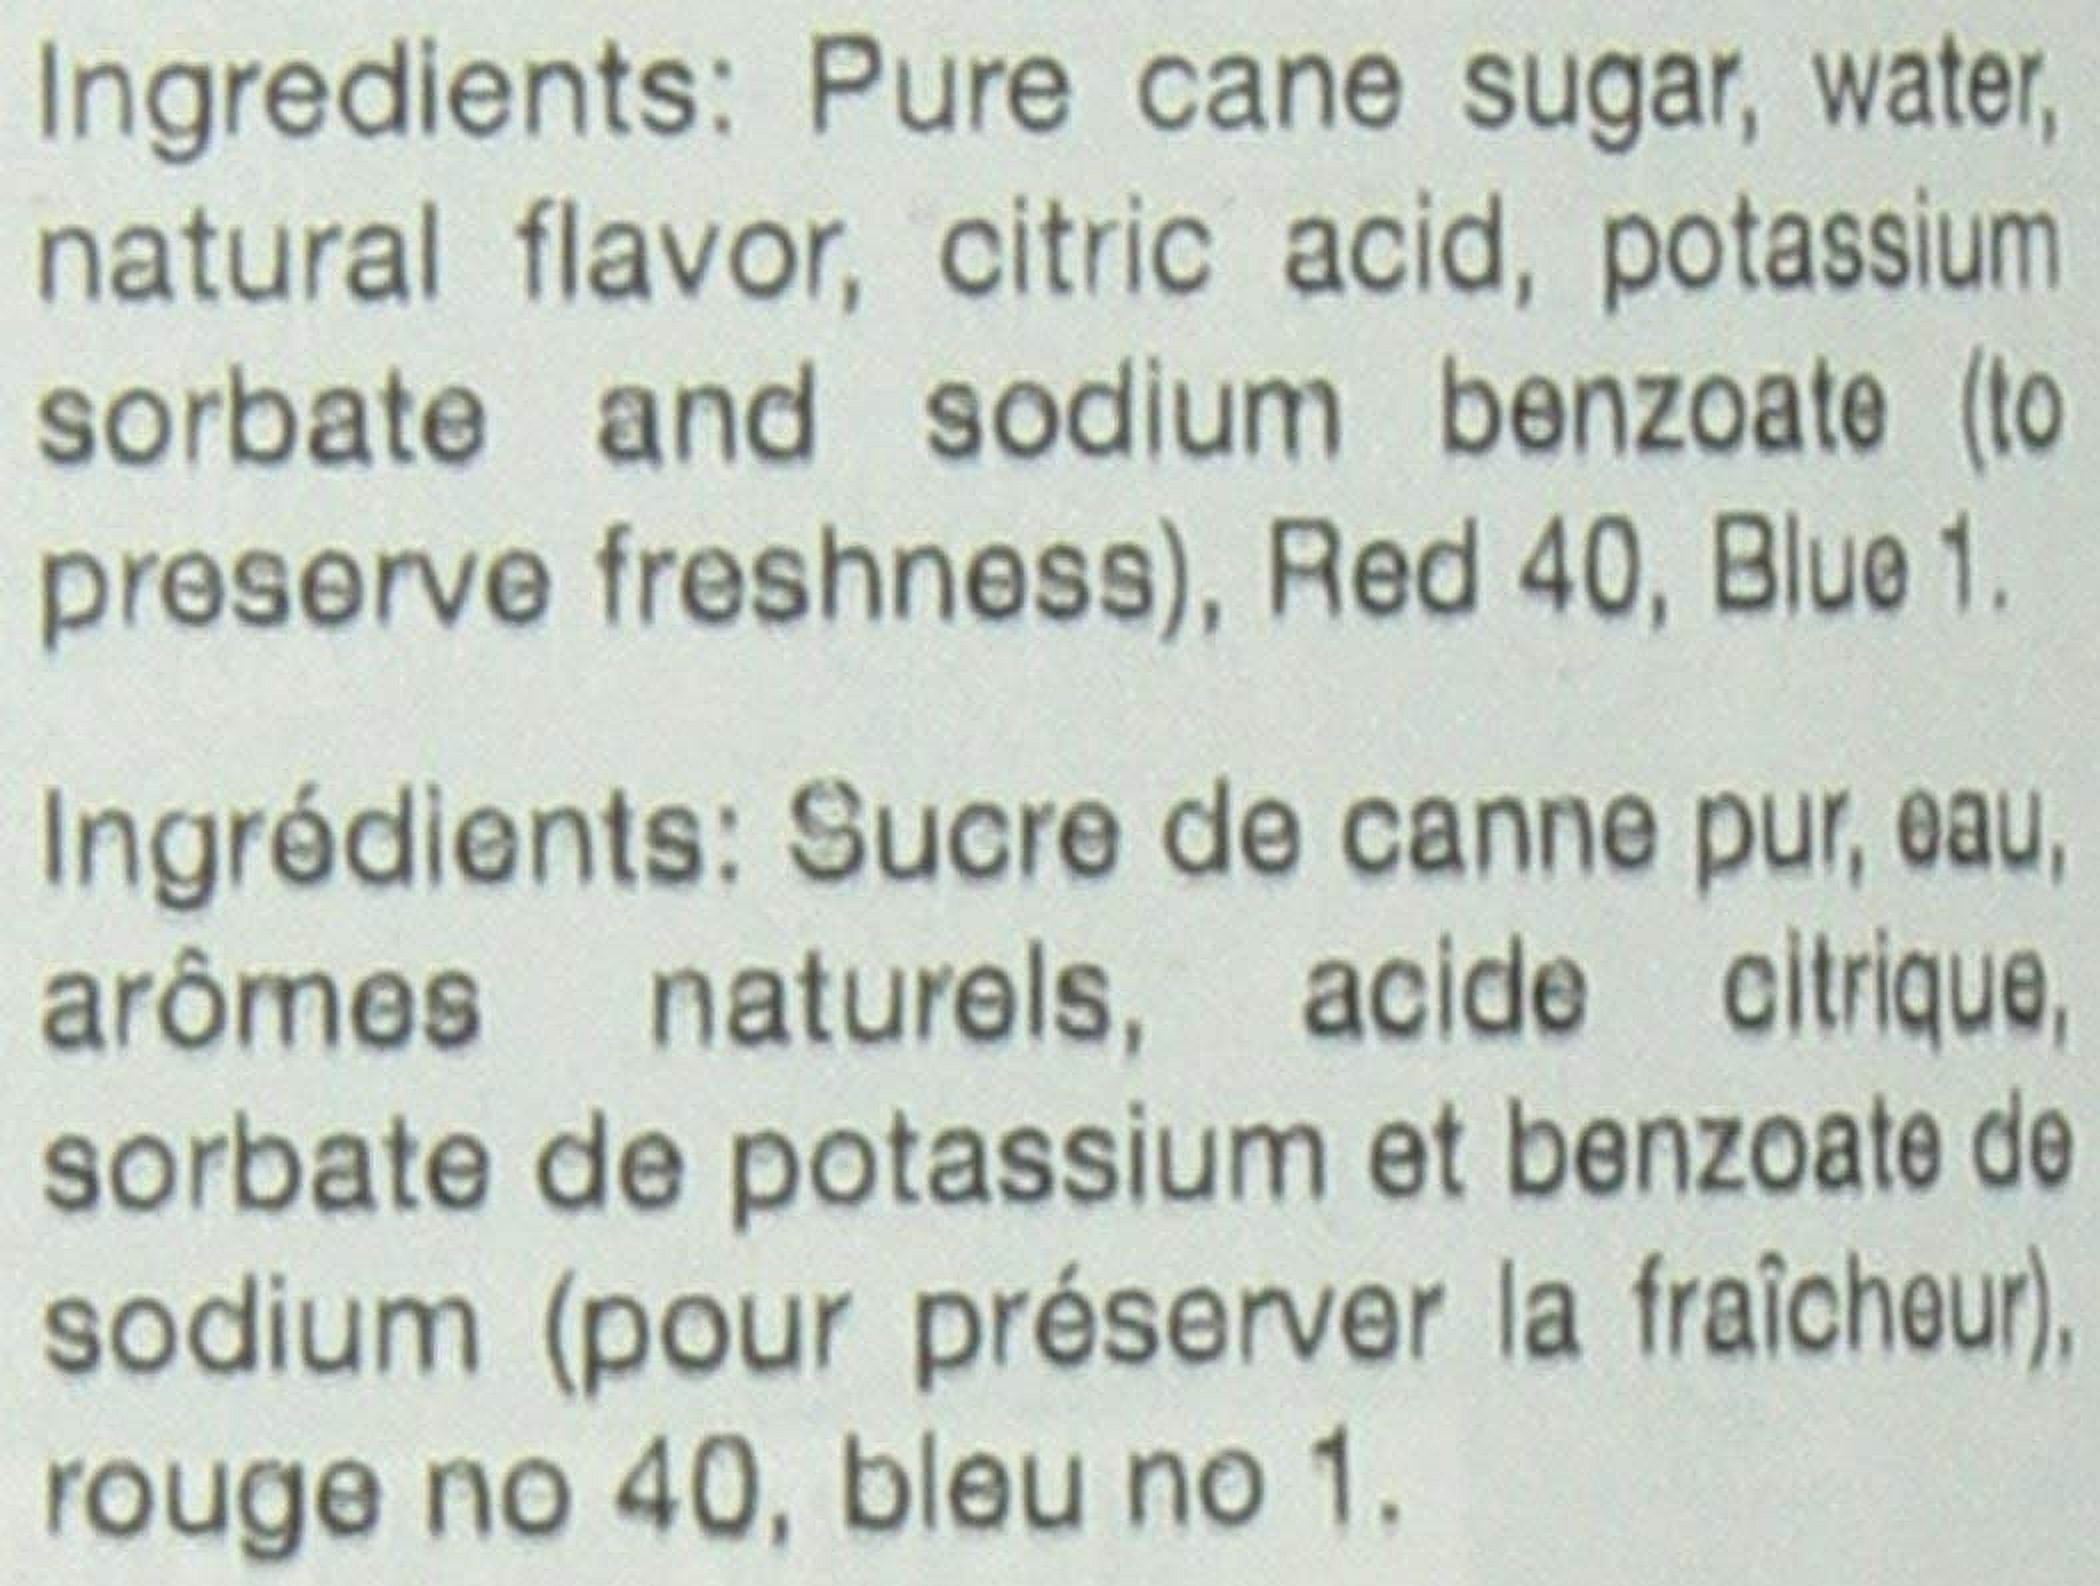 Ingredients: Pure cane sugar, water,
natural flavor, citric acid, potassium
sorbate and sodium benzoate (to
preserve freshness), Red 40, Blue 1.
Ingrédients: Sucre de canne pur, eau,
arômes naturels, acide citrique,
sorbate de potassium et benzoate de
sodium (pour préserver la fraîcheur),
rouge no 40, bleu no 1.